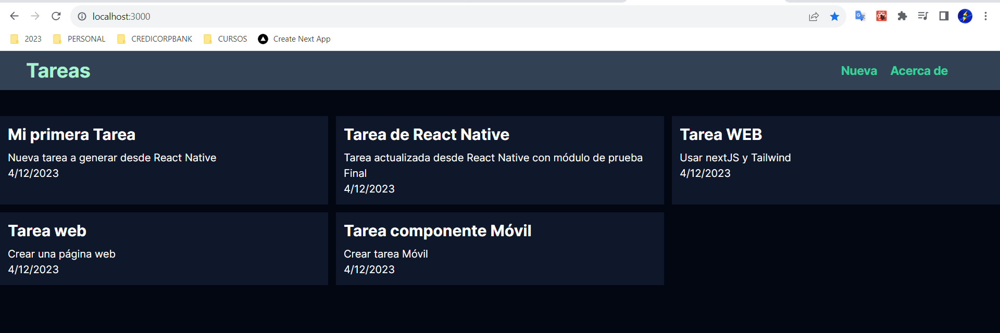 localhost:3000
2023 PERSONAL CREDICORPBANK CURSOS Create Next App
Tareas Nueva Acerca de
Mi primera Tarea
Nueva tarea a generar desde React Native
4/12/2023
Tarea de React Native
Tarea actualizada desde React Native con módulo de prueba
Final
4/12/2023
Tarea WEB
Usar nextJS y Tailwind
4/12/2023
Tarea web
Crear una página web
4/12/2023
Tarea componente Móvil
Crear tarea Móvil
4/12/2023